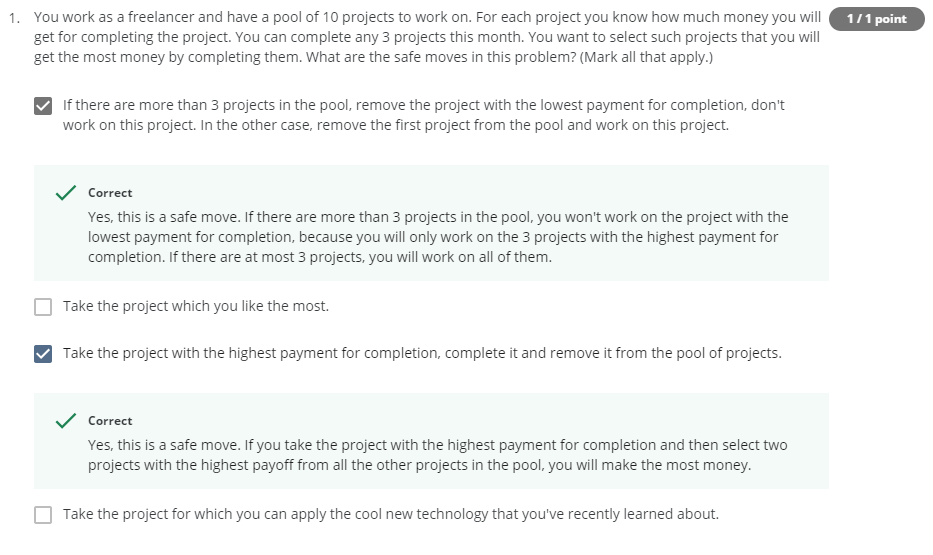 1. You work as a freelancer and have a pool of 10 projects to work on. For each project you know how much money you will
1 / 1 point
get for completing the project. You can complete any 3 projects this month. You want to select such projects that you will
get the most money by completing them. What are the safe moves in this problem? (Mark all that apply.)
If there are more than 3 projects in the pool, remove the project with the lowest payment for completion, don't
work on this project. In the other case, remove the first project from the pool and work on this project.
Correct
Yes, this is a safe move. If there are more than 3 projects in the pool, you won't work on the project with the
lowest payment for completion, because you will only work on the 3 projects with the highest payment for
completion. If there are at most 3 projects, you will work on all of them.
Take the project which you like the most.
Take the project with the highest payment for completion, complete it and remove it from the pool of projects.
Correct
Yes, this is a safe move. If you take the project with the highest payment for completion and then select two
projects with the highest payoff from all the other projects in the pool, you will make the most money.
Take the project for which you can apply the cool new technology that you've recently learned about.